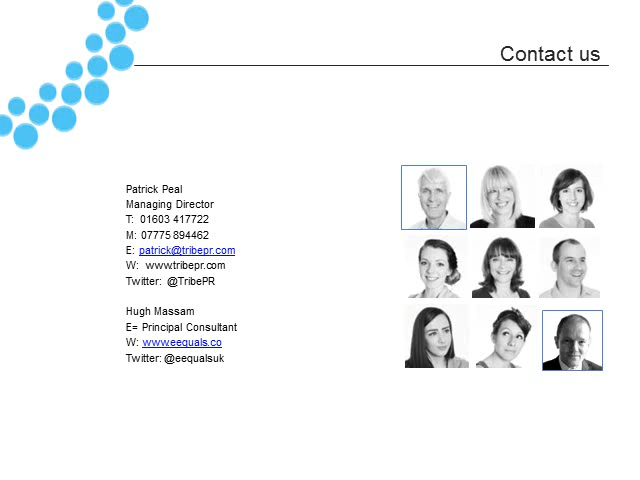 Contact us
Patrick Peal
Managing Director
T: 01603 417722
M: 07775 894462
E: patrick@tribepr.com
W: www.tribepr.com
Twitter: @TribePR
Hugh Massam
E= Principal Consultant
W: www.eequals.co
Twitter: @eequalsuk